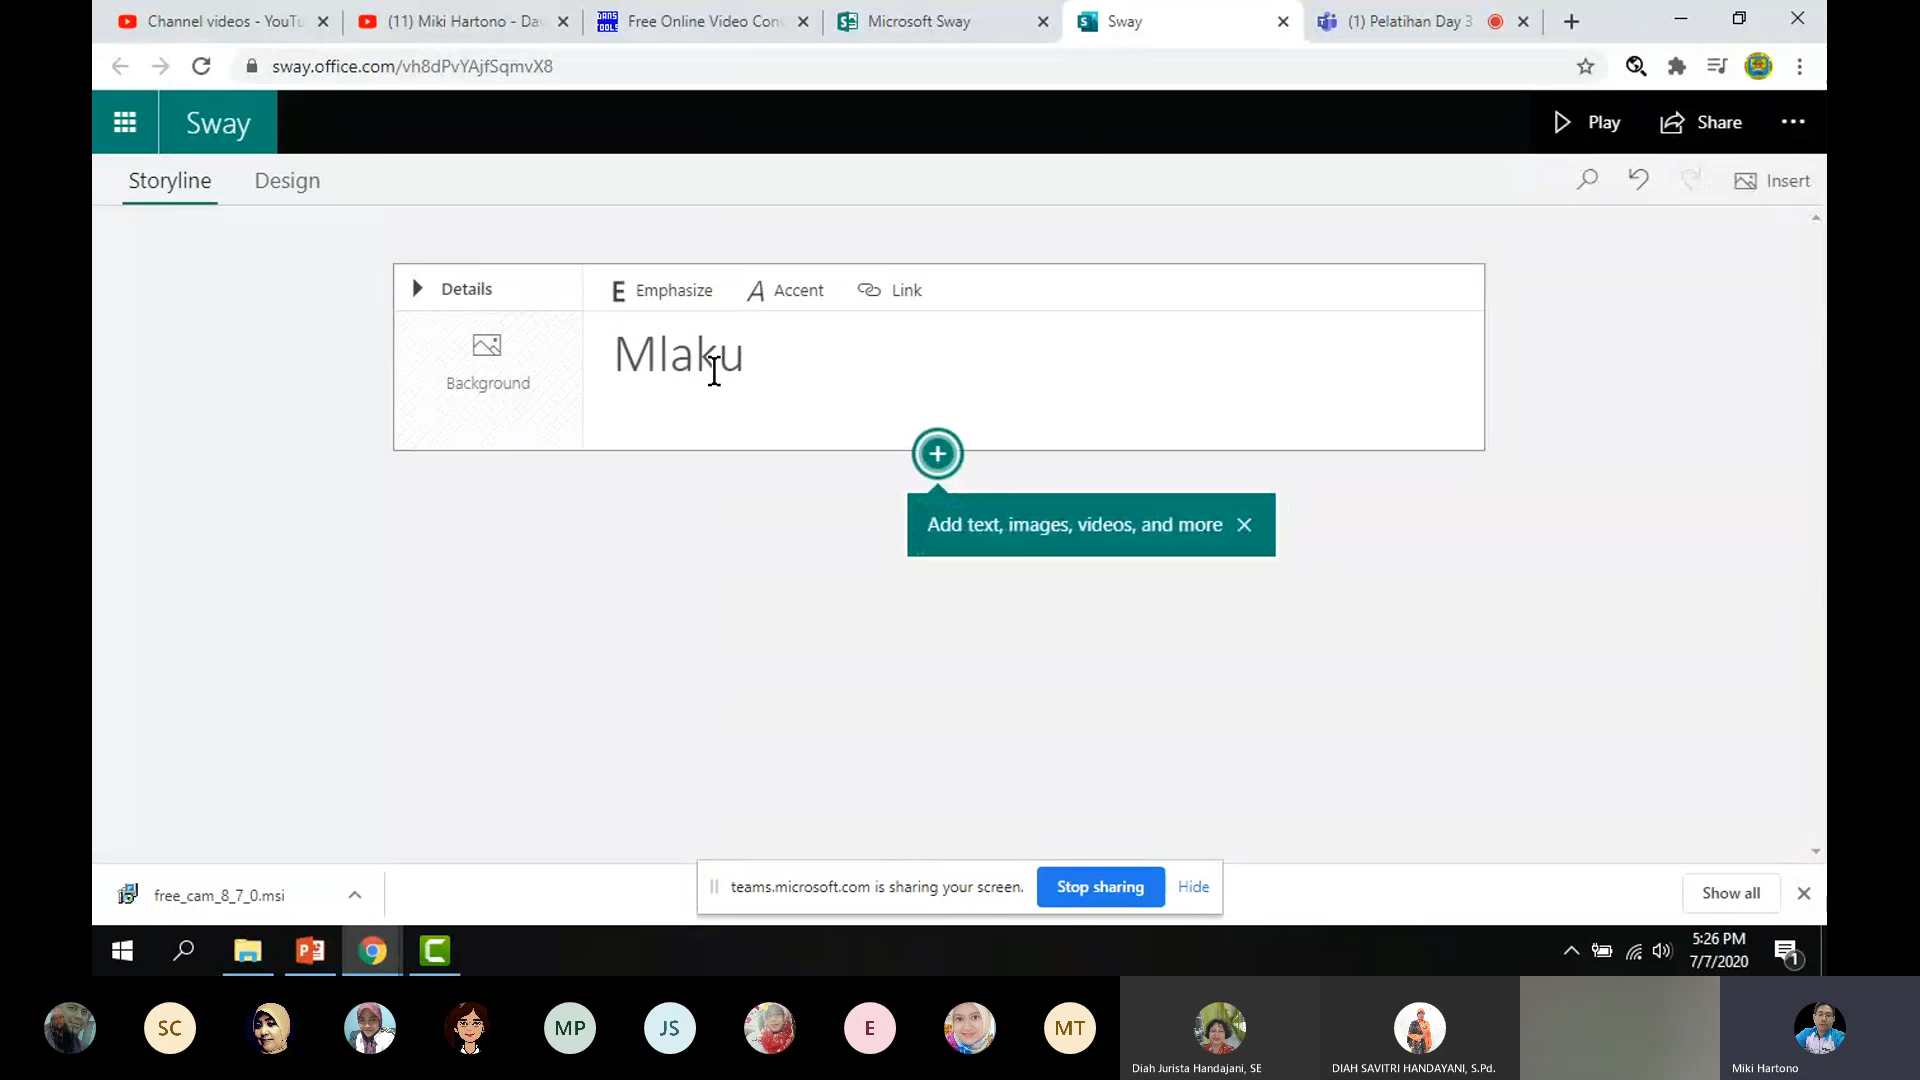 Channel videos - YouTu
(11) Miki Hartono - Da
Free Online Video Con
Microsoft Sway
Sway
(1) Pelatihan Day 3
sway.office.com/vh8dPvYAjfSqmvX8
Sway
Play
Share
Storyline
Design
Insert
Details
E Emphasize
A Accent
Link
Background
Mlaku
Add text, images, videos, and more
free_cam_8_7_0.msi
teams.microsoft.com is sharing your screen.
Stop sharing
Hide
Show all
5:26 PM
7/7/2020
1
SC
MP
JS
E
MT
Diah Jurista Handajani, SE
DIAH SAVITRI HANDAYANI, S.Pd.
Miki Hartono